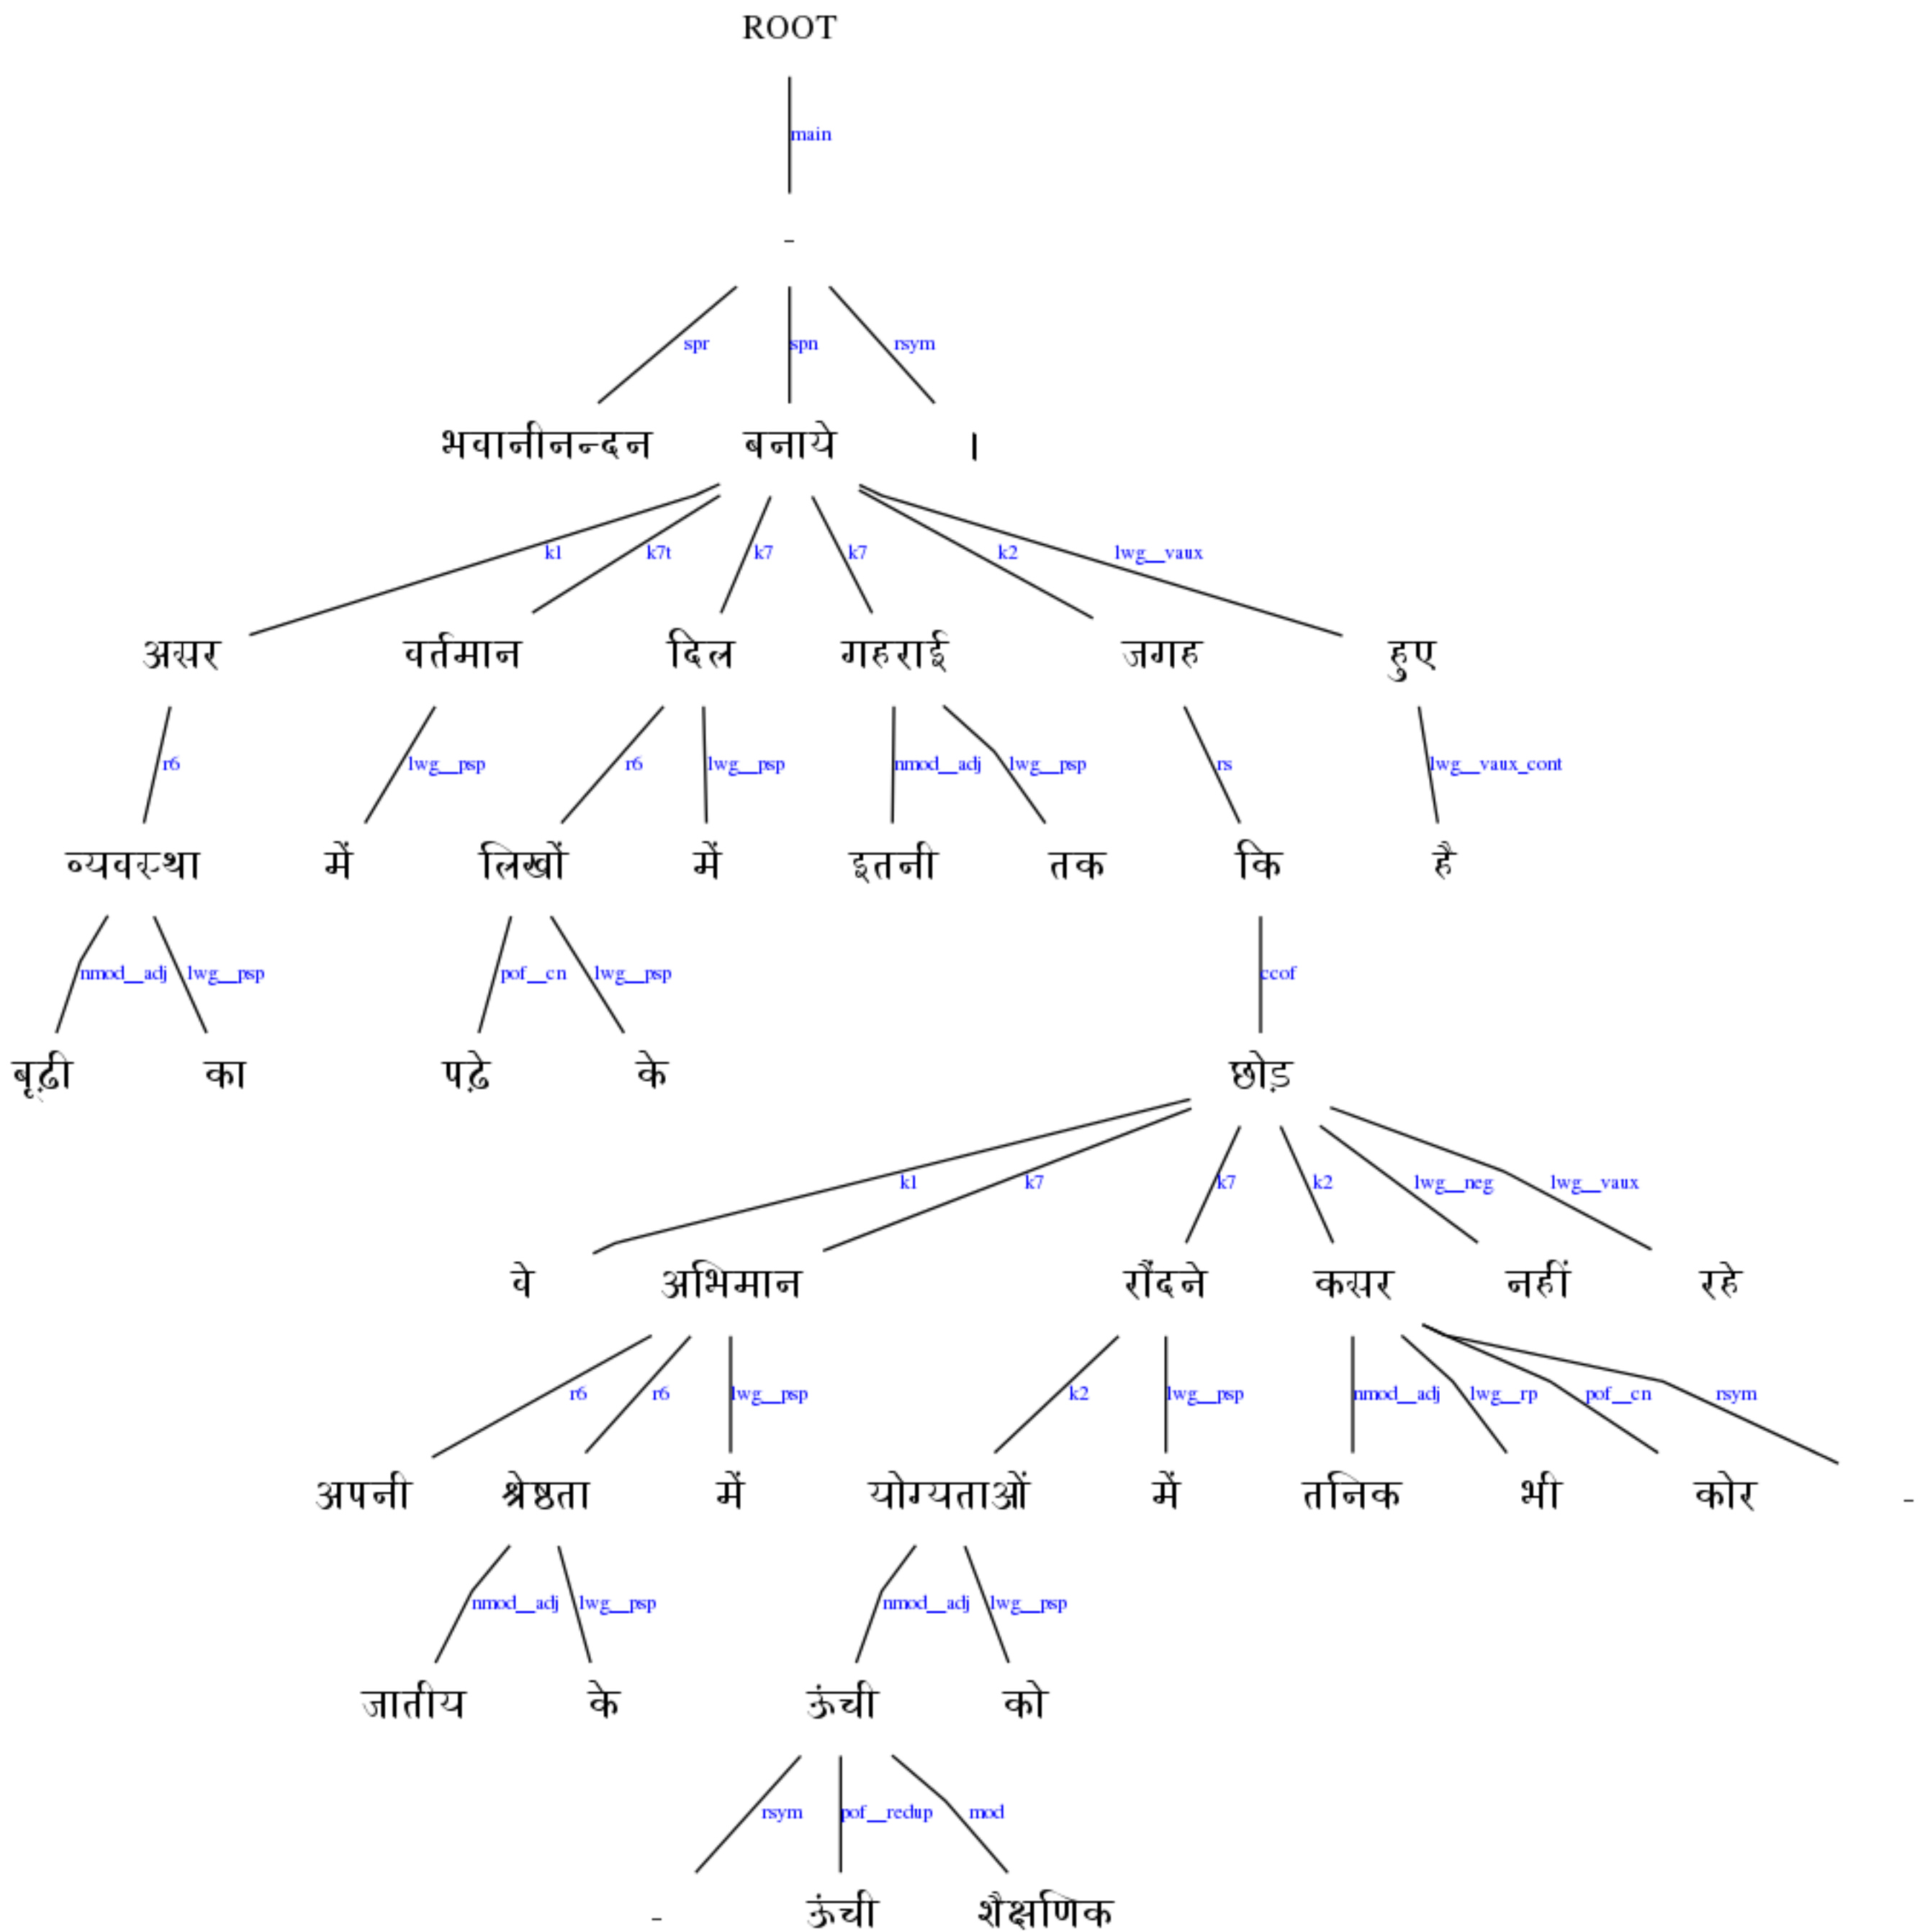 ROOT
main
-
spr spn rsym
भवानीनन्दन बनाये ।
k1 k7t k7 k7 k2 lwg__vaux
असर वर्तमान दिल गहराई जगह हुए
r6 lwg__psp r6 lwg__psp nmod__adj lwg__psp rs lwg__vaux_cont
व्यवस्था में लिखों में इतनी तक कि है
nmod__adj lwg__psp pof__cn lwg__psp ccof
बूढ़ी का पढ़े के छोड़
k1 k7 k7 k2 lwg__neg lwg__vaux
वे अभिमान रौंदने कसर नहीं रहे
r6 r6 lwg__psp k2 lwg__psp nmod__adj lwg__rp pof__cn rsym
अपनी श्रेष्ठता में योग्यताओं में तनिक भी कोर -
nmod__adj lwg__psp nmod__adj lwg__psp
जातीय के ऊंची को
rsym pof__redup mod
- ऊंची शैक्षणिक